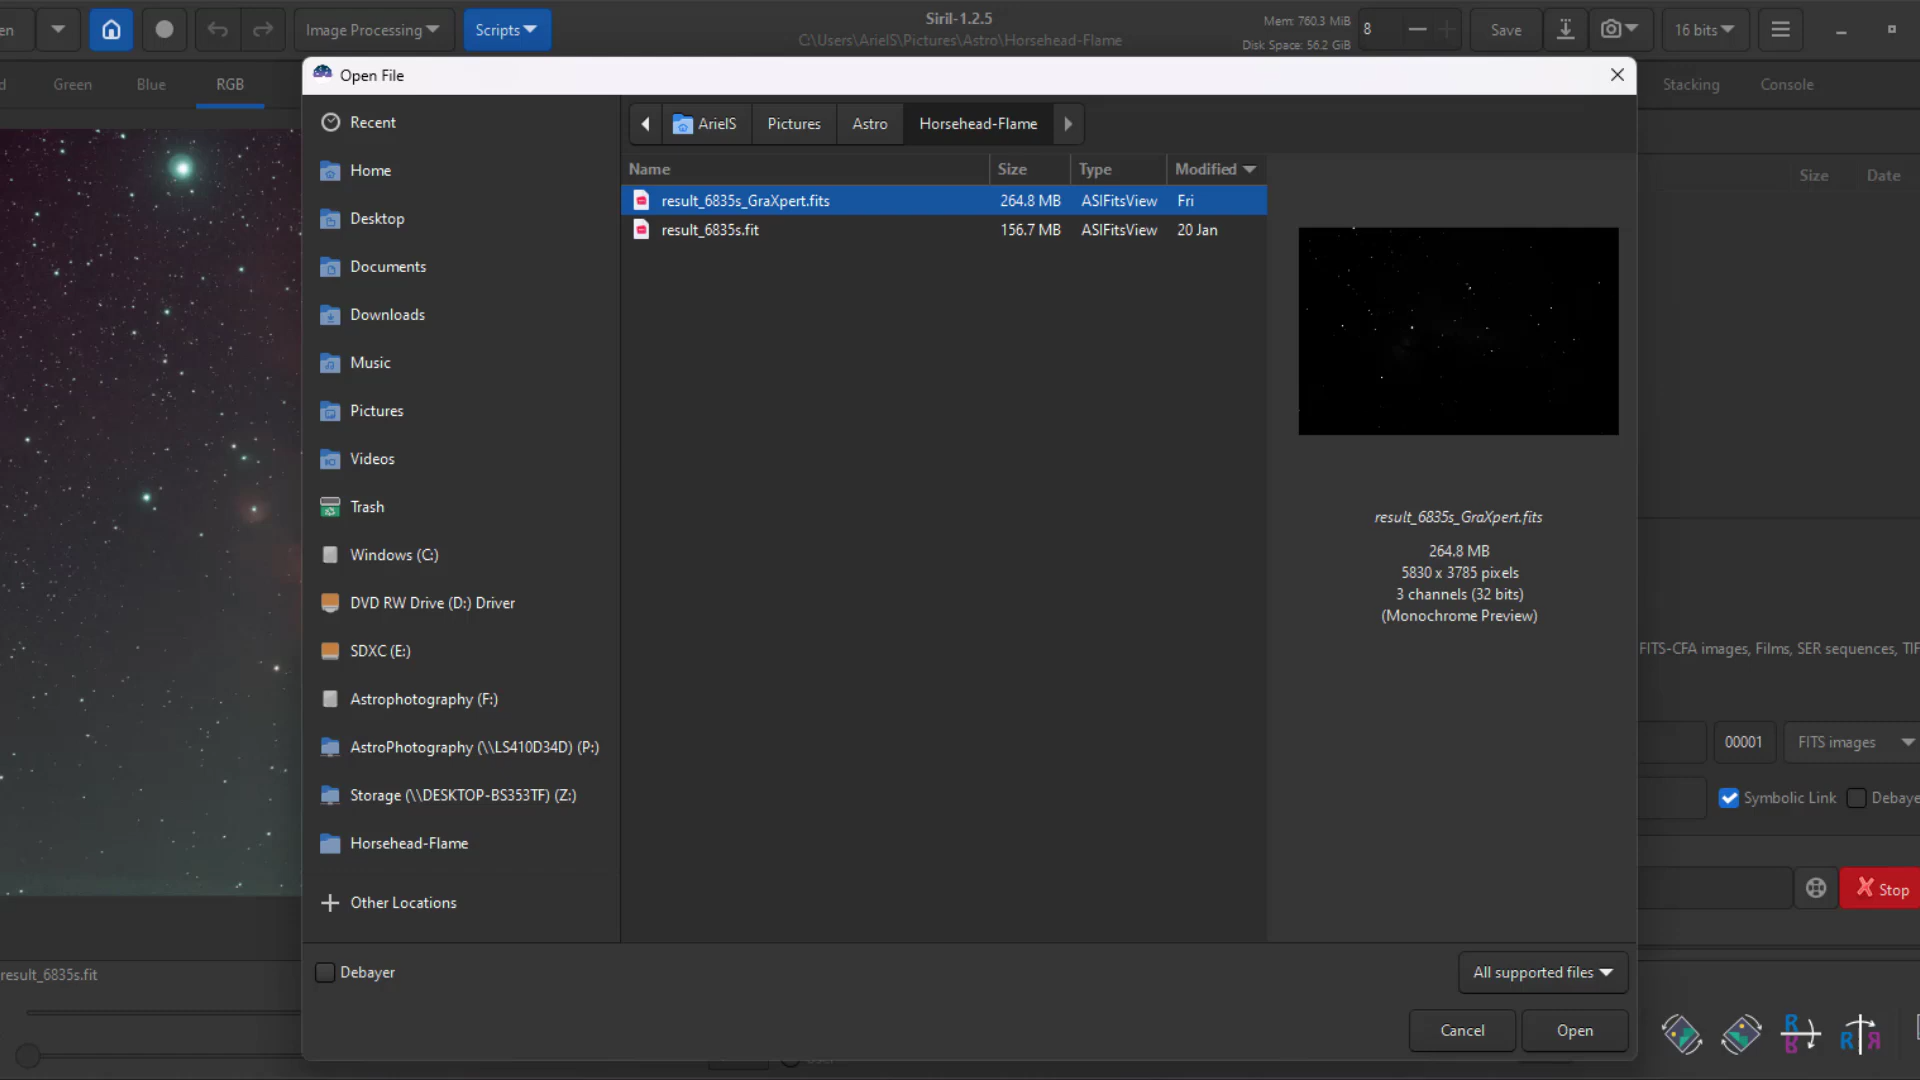 en
Image Processing
Scripts
Siril-1.2.5
C:\Users\ArielS\Pictures\Astro\Horsehead-Flame
Mem: 760.3 MiB
Disk Space: 56.2 GiB
8
Save
16 bits
d
Green
Blue
RGB
Stacking
Console
Open File
Recent
Home
Desktop
Documents
Downloads
Music
Pictures
Videos
Trash
Windows (C:)
DVD RW Drive (D:) Driver
SDXC (E:)
Astrophotography (F:)
AstroPhotography (\\LS410D34D) (P:)
Storage (\\DESKTOP-BS353TF) (Z:)
Horsehead-Flame
Other Locations
ArielS
Pictures
Astro
Horsehead-Flame
Name Size Type Modified
result_6835s_GraXpert.fits 264.8 MB ASIFitsView Fri
result_6835s.fit 156.7 MB ASIFitsView 20 Jan
result_6835s_GraXpert.fits
264.8 MB
5830 x 3785 pixels
3 channels (32 bits)
(Monochrome Preview)
Debayer
All supported files
Cancel
Open
Size Date
FITS-CFA images, Films, SER sequences, TIF
00001
FITS images
Symbolic Link
Debaye
Stop
result_6835s.fit